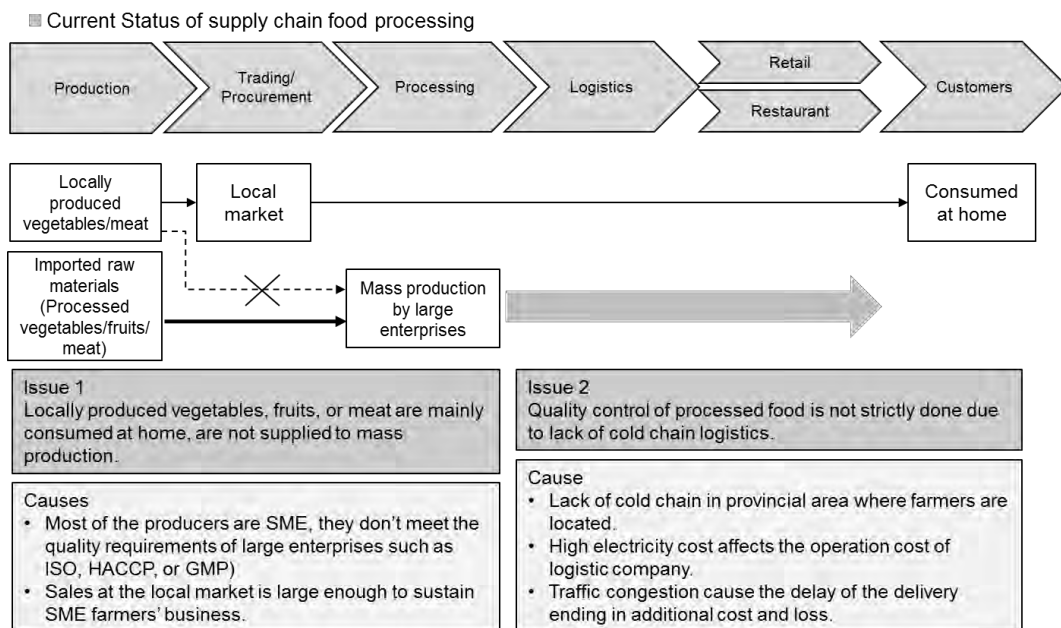 Current Status of supply chain food processing
Production
Trading/
Procurement
Processing
Logistics
Retail
Restaurant
Customers
Locally
produced
vegetables/meat
Local
market
Consumed
at home
Imported raw
materials
(Processed
vegetables/fruits/
meat)
Mass production
by large
enterprises
Issue 1
Locally produced vegetables, fruits, or meat are mainly
consumed at home, are not supplied to mass
production.
Issue 2
Quality control of processed food is not strictly done due
to lack of cold chain logistics.
Causes
• Most of the producers are SME, they don't meet the
quality requirements of large enterprises such as
ISO, HACCP, or GMP)
• Sales at the local market is large enough to sustain
SME farmers' business.
Cause
• Lack of cold chain in provincial area where farmers are
located.
• High electricity cost affects the operation cost of
logistic company.
• Traffic congestion cause the delay of the delivery
ending in additional cost and loss.